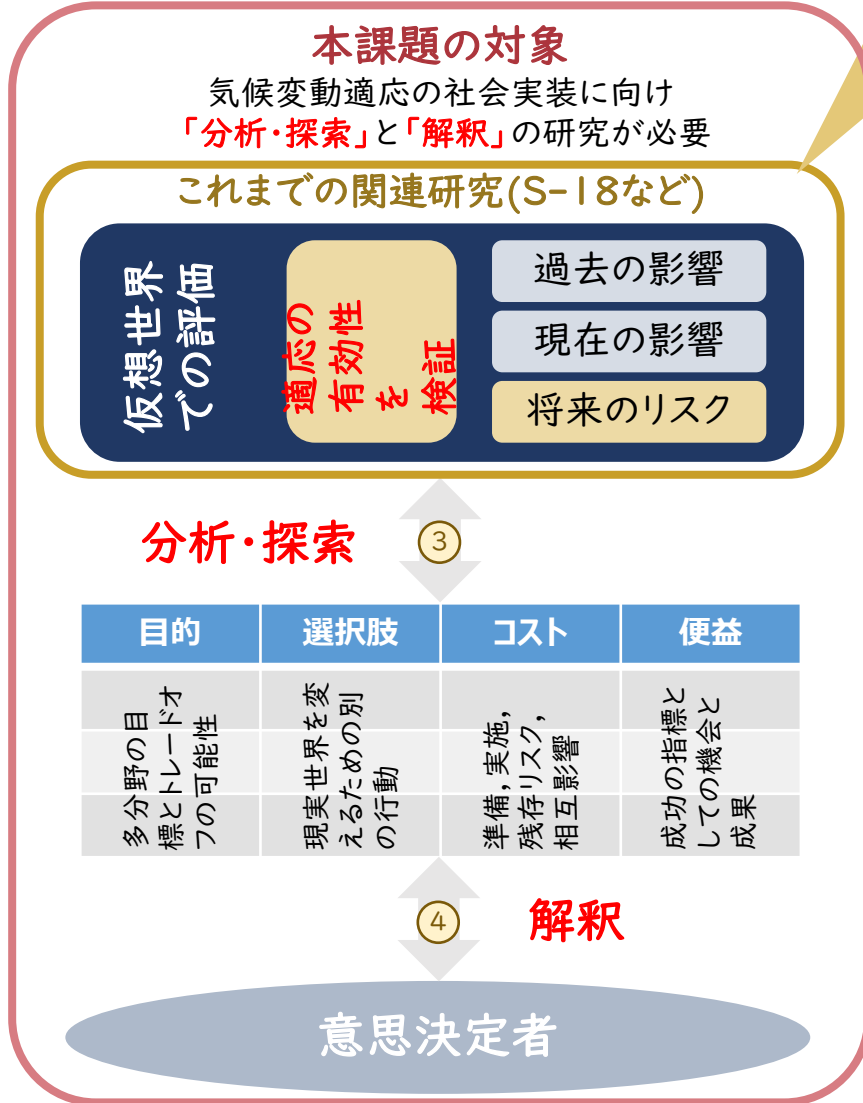 本課題の対象
気候変動適応の社会実装に向け
「分析・探索」と「解釈」の研究が必要
これまでの関連研究(S-18など)
仮想世界
での評価
適応の
有効性
を
検証
過去の影響
現在の影響
将来のリスク
分析・探索
③
目的
選択肢
コスト
便益
多分野の目
標とトレードオ
フの可能性
現実世界を変
えるための別
の行動
準備,実施,
残存リスク,
相互影響
成功の指標と
しての機会と
成果
④
解釈
意思決定者